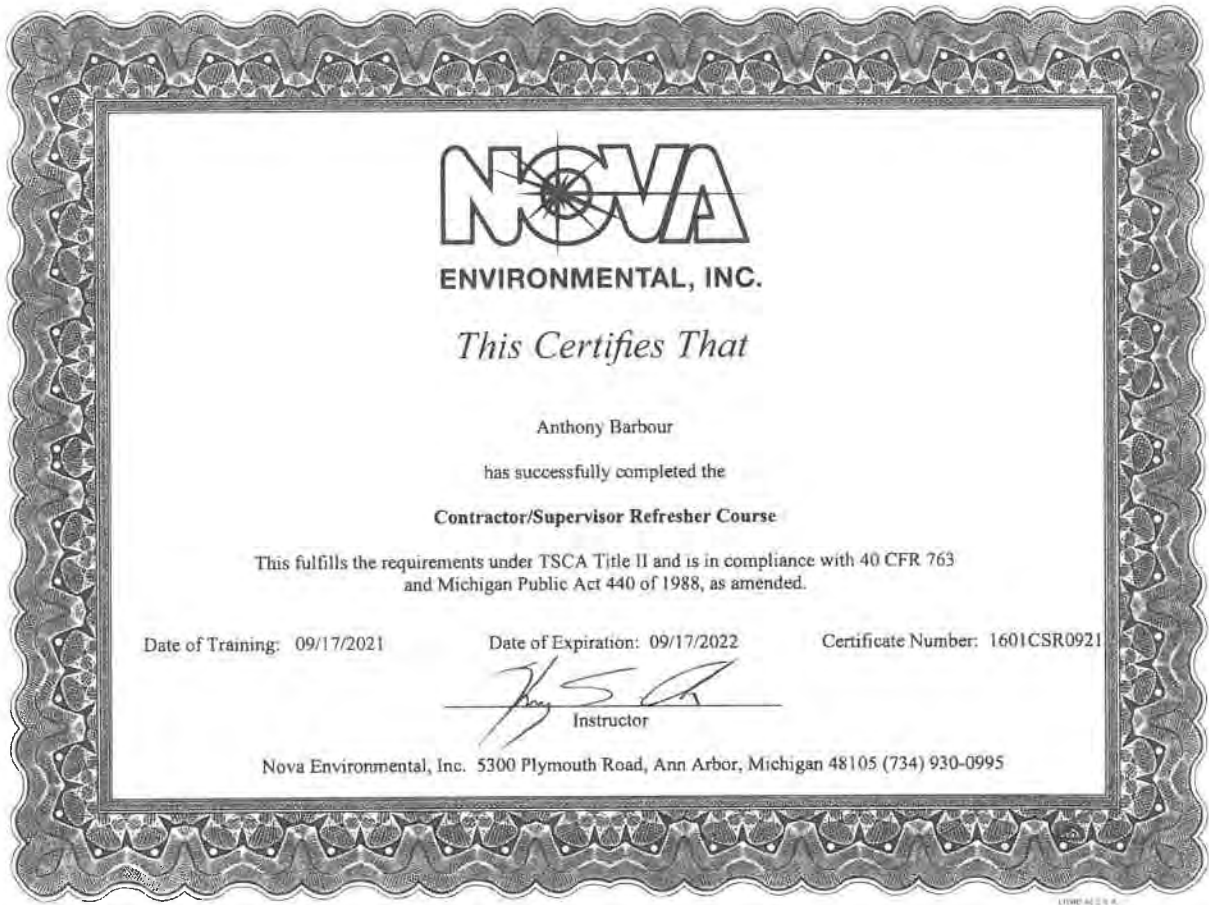 NOVA
ENVIRONMENTAL, INC.
This Certifies That
Anthony Barbour
has successfully completed the
Contractor/Supervisor Refresher Course
This fulfills the requirements under TSCA Title II and is in compliance with 40 CFR 763
and Michigan Public Act 440 of 1988, as amended.
Date of Training: 09/17/2021 Date of Expiration: 09/17/2022 Certificate Number: 1601CSR0921
Instructor
Nova Environmental, Inc. 5300 Plymouth Road, Ann Arbor, Michigan 48105 (734) 930-0995